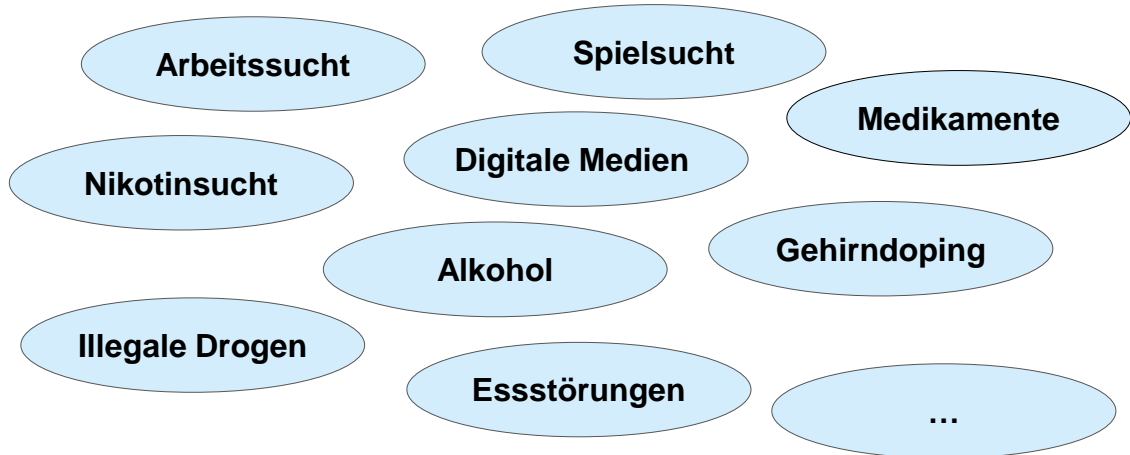 Arbeitssucht
Spielsucht
Medikamente
Digitale Medien
Nikotinsucht
Gehirndoping
Alkohol
Illegale Drogen
Essstörungen
...